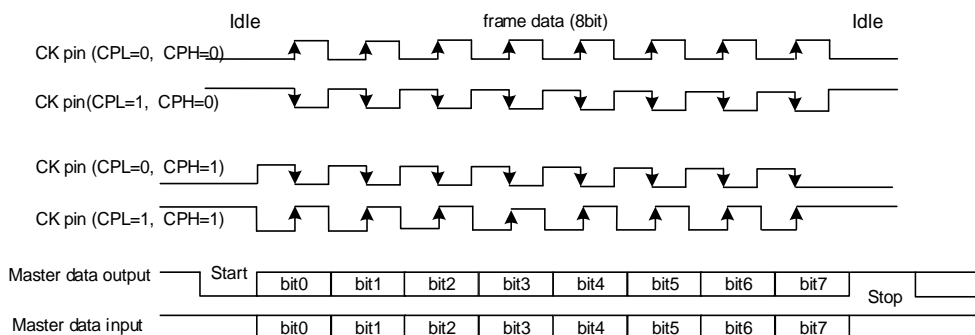 Idle frame data (8bit) Idle
CK pin (CPL=0, CPH=0)
CK pin(CPL=1, CPH=0)
CK pin (CPL=0, CPH=1)
CK pin (CPL=1, CPH=1)
Master data output Start bit0 bit1 bit2 bit3 bit4 bit5 bit6 bit7 Stop
Master data input bit0 bit1 bit2 bit3 bit4 bit5 bit6 bit7